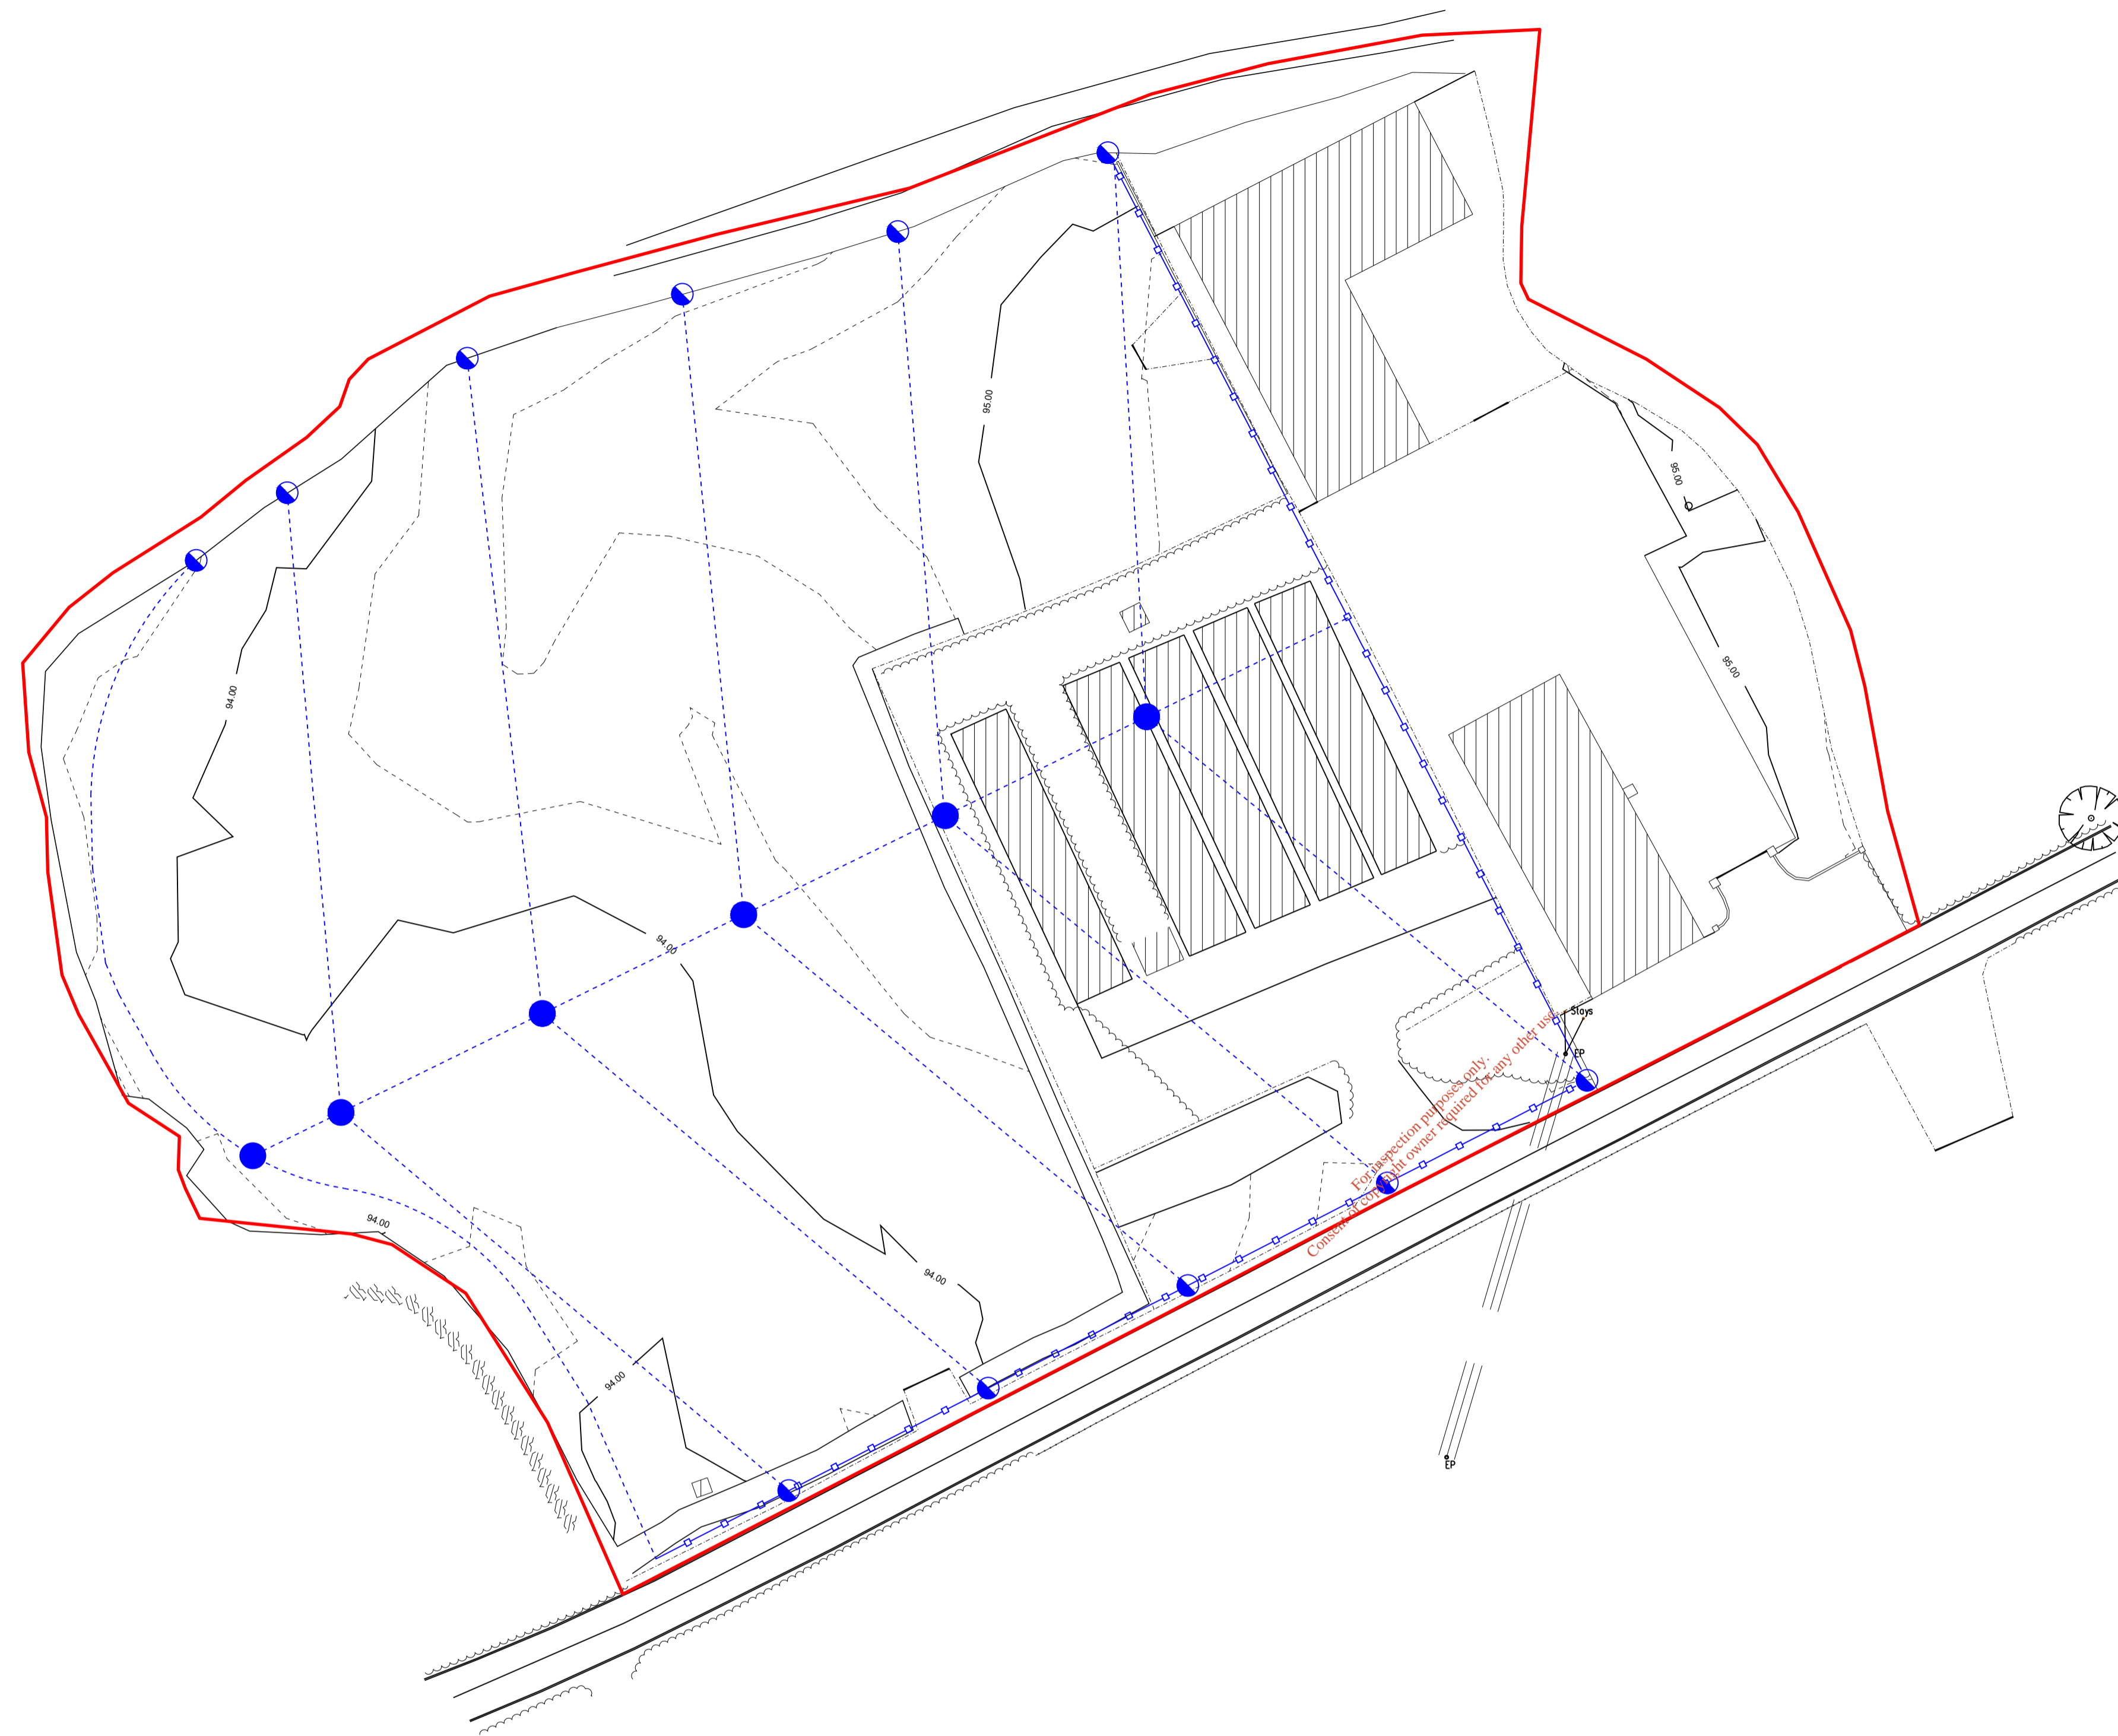 95.00
95.00
94.00
95.00
94.00
Stays
EP
For inspection purposes only.
Consent of copyright owner required for any other use.
94.00
94.00
94.00
EP